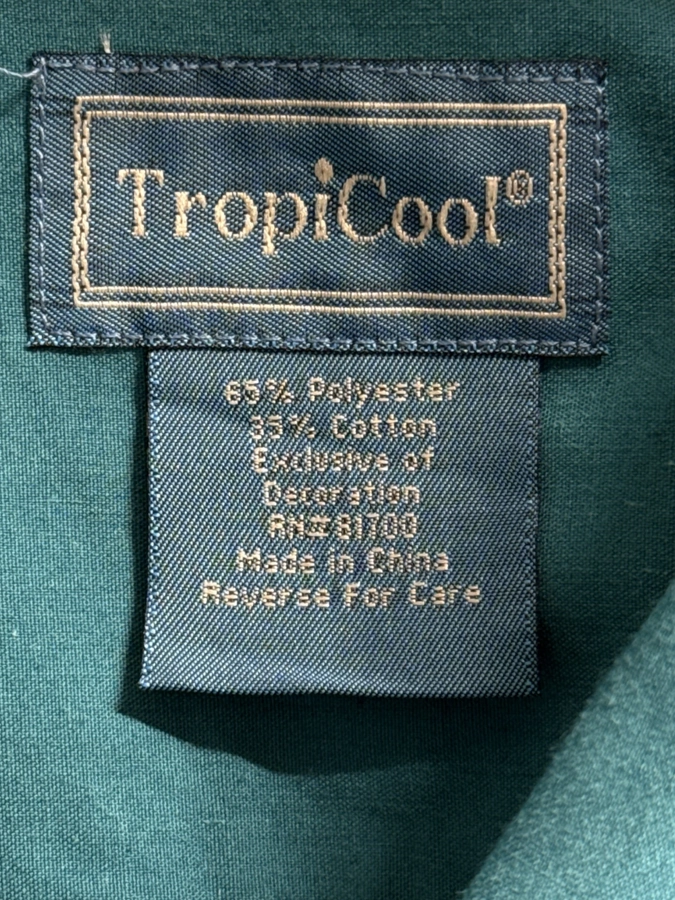 TropiCool®
65% Polyester
35% Cotton
Exclusive of
Decoration
RN# 81700
Made in China
Reverse For Care